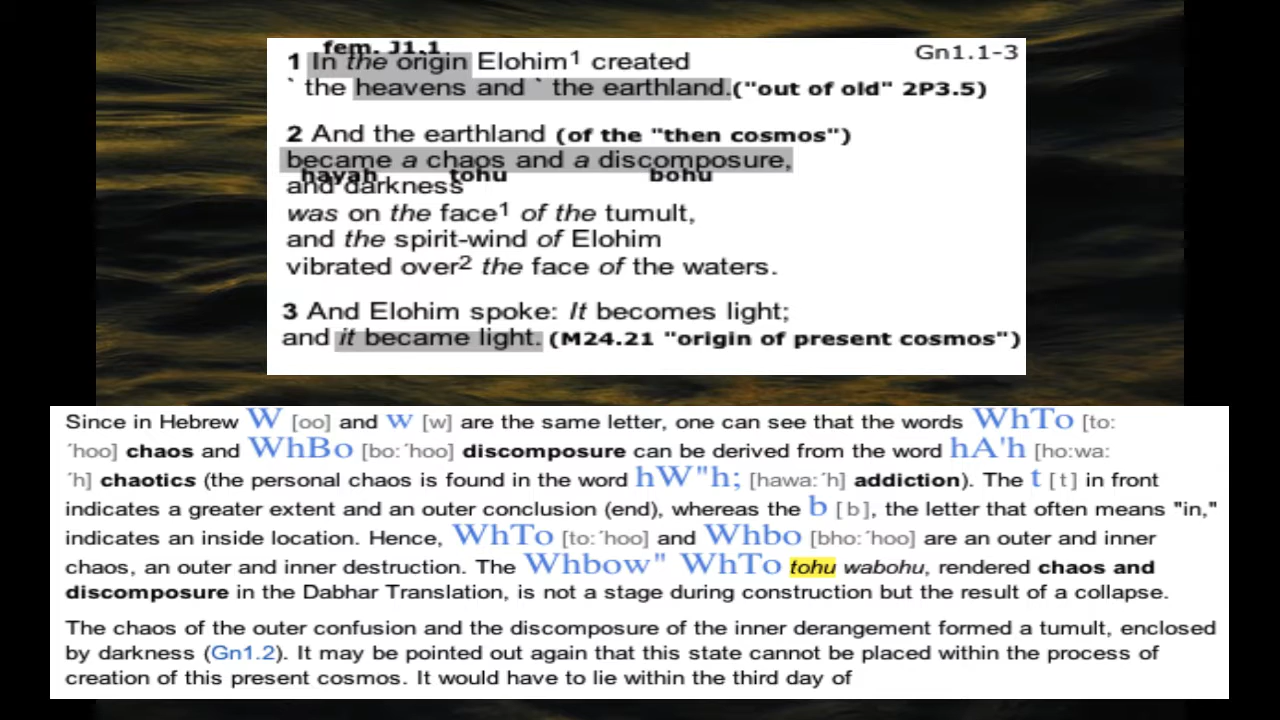 fem. J1.1
Gn1.1-3
1 In the origin Elohim¹ created
` the heavens and ` the earthland.("out of old" 2P3.5)
2 And the earthland (of the "then cosmos")
became a chaos and a discomposure,
hayah tohu bohu
and darkness
was on the face¹ of the tumult,
and the spirit-wind of Elohim
vibrated over² the face of the waters.
3 And Elohim spoke: It becomes light;
and it became light. (M24.21 "origin of present cosmos")
Since in Hebrew W [oo] and w [w] are the same letter, one can see that the words WhTo [to:
´hoo] chaos and WhBo [bo:´hoo] discomposure can be derived from the word hA'h [ho:wa:
´h] chaotics (the personal chaos is found in the word hW"h; [hawa:´h] addiction). The t [t] in front
indicates a greater extent and an outer conclusion (end), whereas the b [b], the letter that often means "in,"
indicates an inside location. Hence, WhTo [to:´hoo] and Whbo [bho:´hoo] are an outer and inner
chaos, an outer and inner destruction. The Whbow" WhTo tohu wabohu, rendered chaos and
discomposure in the Dabhar Translation, is not a stage during construction but the result of a collapse.
The chaos of the outer confusion and the discomposure of the inner derangement formed a tumult, enclosed
by darkness (Gn1.2). It may be pointed out again that this state cannot be placed within the process of
creation of this present cosmos. It would have to lie within the third day of